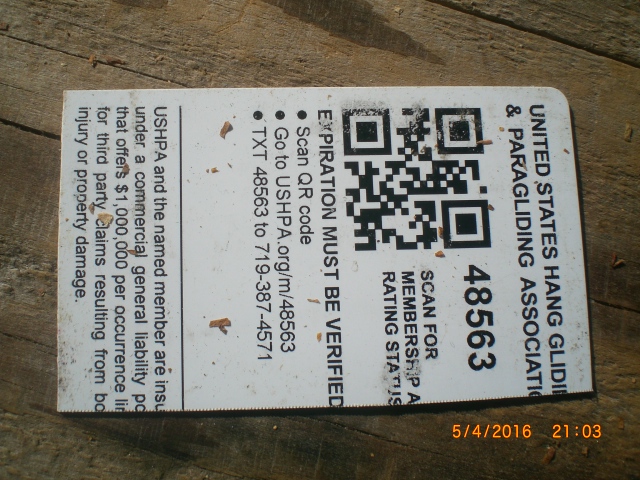 UNITED STATES HANG GLIDI
& PARAGLIDING ASSOCIATI
48563
SCAN FOR
MEMBERSHIP A
RATING STATUS
EXPIRATION MUST BE VERIFIED
• Scan QR code
• Go to USHPA.org/m/48563
• TXT 48563 to 719-387-4571
USHPA and the named member are insu
under a commercial general liability po
that offers $1,000,000 per occurrence li
for third party claims resulting from bo
injury or property damage.
5/4/2016 21:03